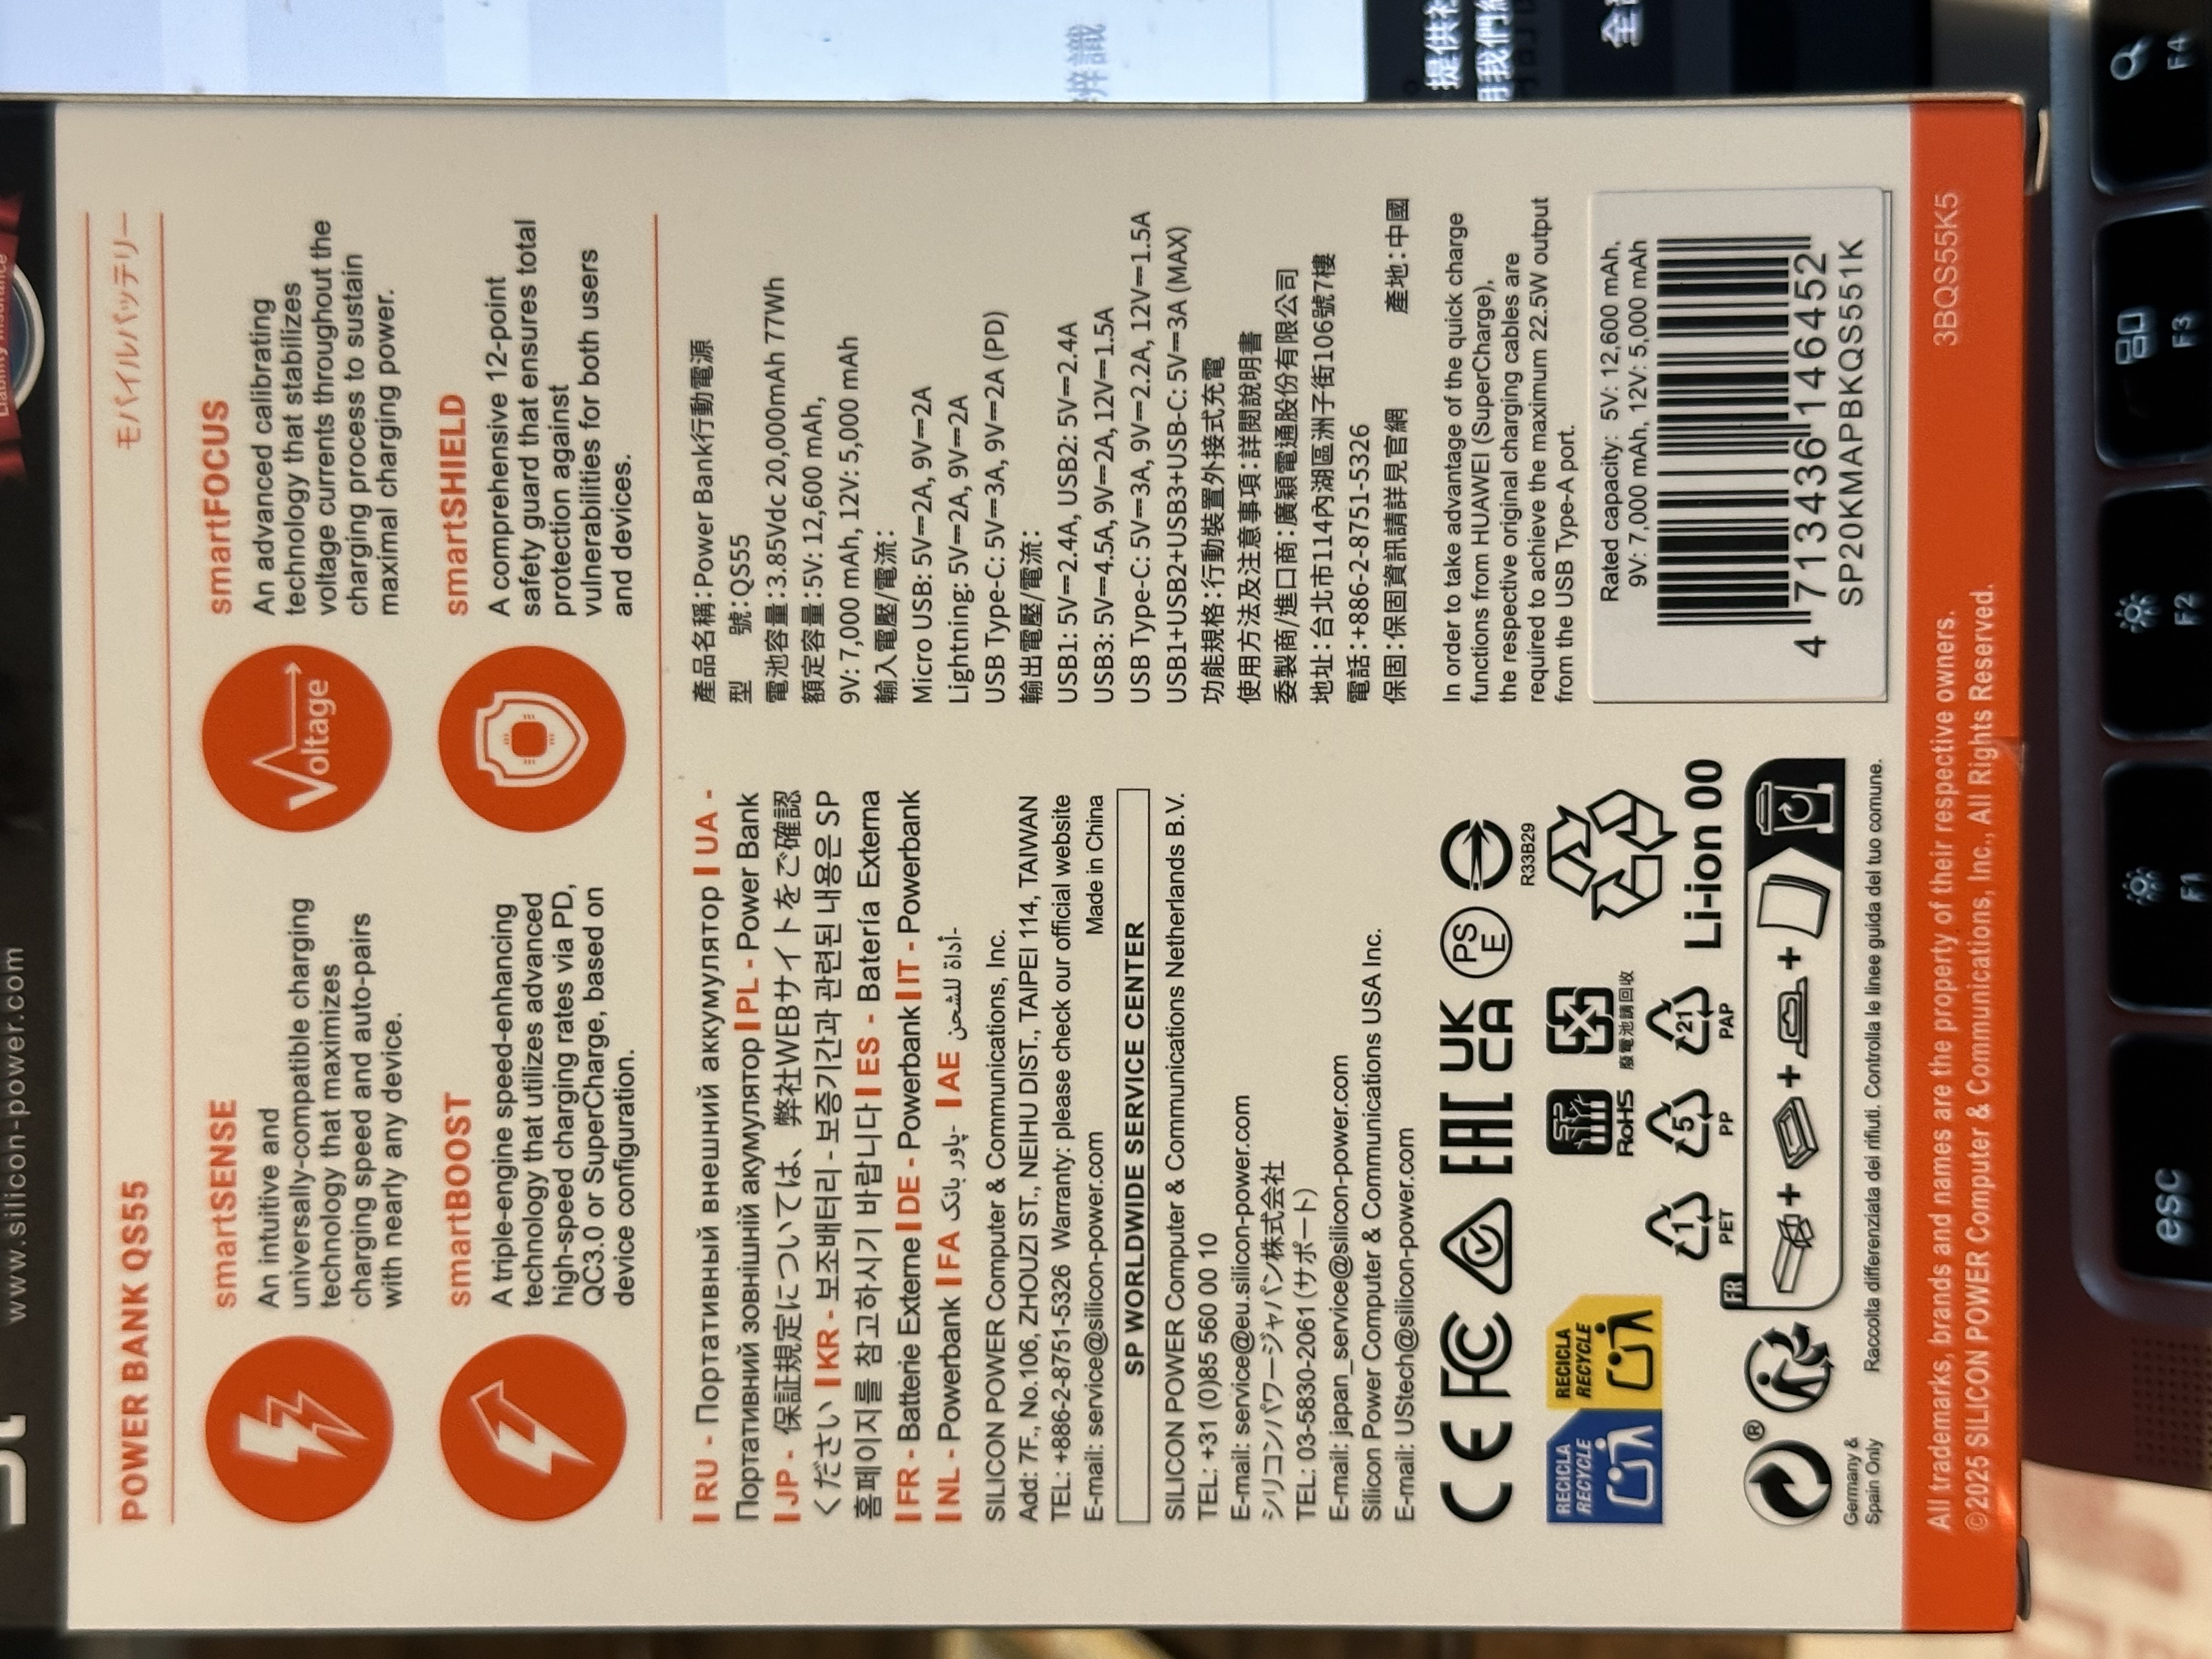 www.silicon-power.com
POWER BANK QS55
モバイルバッテリー
smartSENSE
An intuitive and
universally-compatible charging
technology that maximizes
charging speed and auto-pairs
with nearly any device.
Voltage
smartFOCUS
An advanced calibrating
technology that stabilizes
voltage currents throughout the
charging process to sustain
maximal charging power.
smartBOOST
A triple-engine speed-enhancing
technology that utilizes advanced
high-speed charging rates via PD,
QC3.0 or SuperCharge, based on
device configuration.
smartSHIELD
A comprehensive 12-point
safety guard that ensures total
protection against
vulnerabilities for both users
and devices.
| RU - Портативный внешний аккумулятор | UA -
Портативний зовнішній акумулятор | PL - Power Bank
| JP - 保証規定については、弊社WEBサイトをご確認
ください | KR - 보조배터리 - 보증기간과 관련된 내용은 SP
홈페이지를 참고하시기 바랍니다 | ES - Batería Externa
| FR - Batterie Externe | DE - Powerbank | IT - Powerbank
| NL - Powerbank | FA پاور بانک- | AE أداة للشحن-
SILICON POWER Computer & Communications, Inc.
Add: 7F., No.106, ZHOUZI ST., NEIHU DIST., TAIPEI 114, TAIWAN
TEL: +886-2-8751-5326 Warranty: please check our official website
E-mail: service@silicon-power.com Made in China
SP WORLDWIDE SERVICE CENTER
SILICON POWER Computer & Communications Netherlands B.V.
TEL: +31 (0)85 560 00 10
E-mail: service@eu.silicon-power.com
シリコンパワージャパン株式会社
TEL: 03-5830-2061 (サポート)
E-mail: japan_service@silicon-power.com
Silicon Power Computer & Communications USA Inc.
E-mail: UStech@silicon-power.com
CE FC EAC UK CA PS E
R33B29
RECICLA RECYCLE
RECICLA RECYCLE
RoHS
廢電池請回收
1 PET
5 PP
21 PAP
Li-ion 00
®
FR
Germany &
Spain Only
Raccolta differenziata dei rifiuti. Controlla le linee guida del tuo comune.
產品名稱:Power Bank行動電源
型 號:QS55
電池容量:3.85Vdc 20,000mAh 77Wh
額定容量:5V: 12,600 mAh,
9V: 7,000 mAh, 12V: 5,000 mAh
輸入電壓/電流:
Micro USB: 5V⎓2A, 9V⎓2A
Lightning: 5V⎓2A, 9V⎓2A
USB Type-C: 5V⎓3A, 9V⎓2A (PD)
輸出電壓/電流:
USB1: 5V⎓2.4A, USB2: 5V⎓2.4A
USB3: 5V⎓4.5A, 9V⎓2A, 12V⎓1.5A
USB Type-C: 5V⎓3A, 9V⎓2.2A, 12V⎓1.5A
USB1+USB2+USB3+USB-C: 5V⎓3A (MAX)
功能規格:行動裝置外接式充電
使用方法及注意事項:詳閱說明書
委製商/進口商:廣穎電通股份有限公司
地址:台北市114內湖區洲子街106號7樓
電話:+886-2-8751-5326
保固:保固資訊請詳見官網 產地:中國
In order to take advantage of the quick charge
functions from HUAWEI (SuperCharge),
the respective original charging cables are
required to achieve the maximum 22.5W output
from the USB Type-A port.
Rated capacity: 5V: 12,600 mAh,
9V: 7,000 mAh, 12V: 5,000 mAh
4 713436 146452
SP20KMAPBKQS551K
All trademarks, brands and names are the property of their respective owners.
©2025 SILICON POWER Computer & Communications, Inc., All Rights Reserved.
3BQS55K5
esc
F1
F2
F3
F4